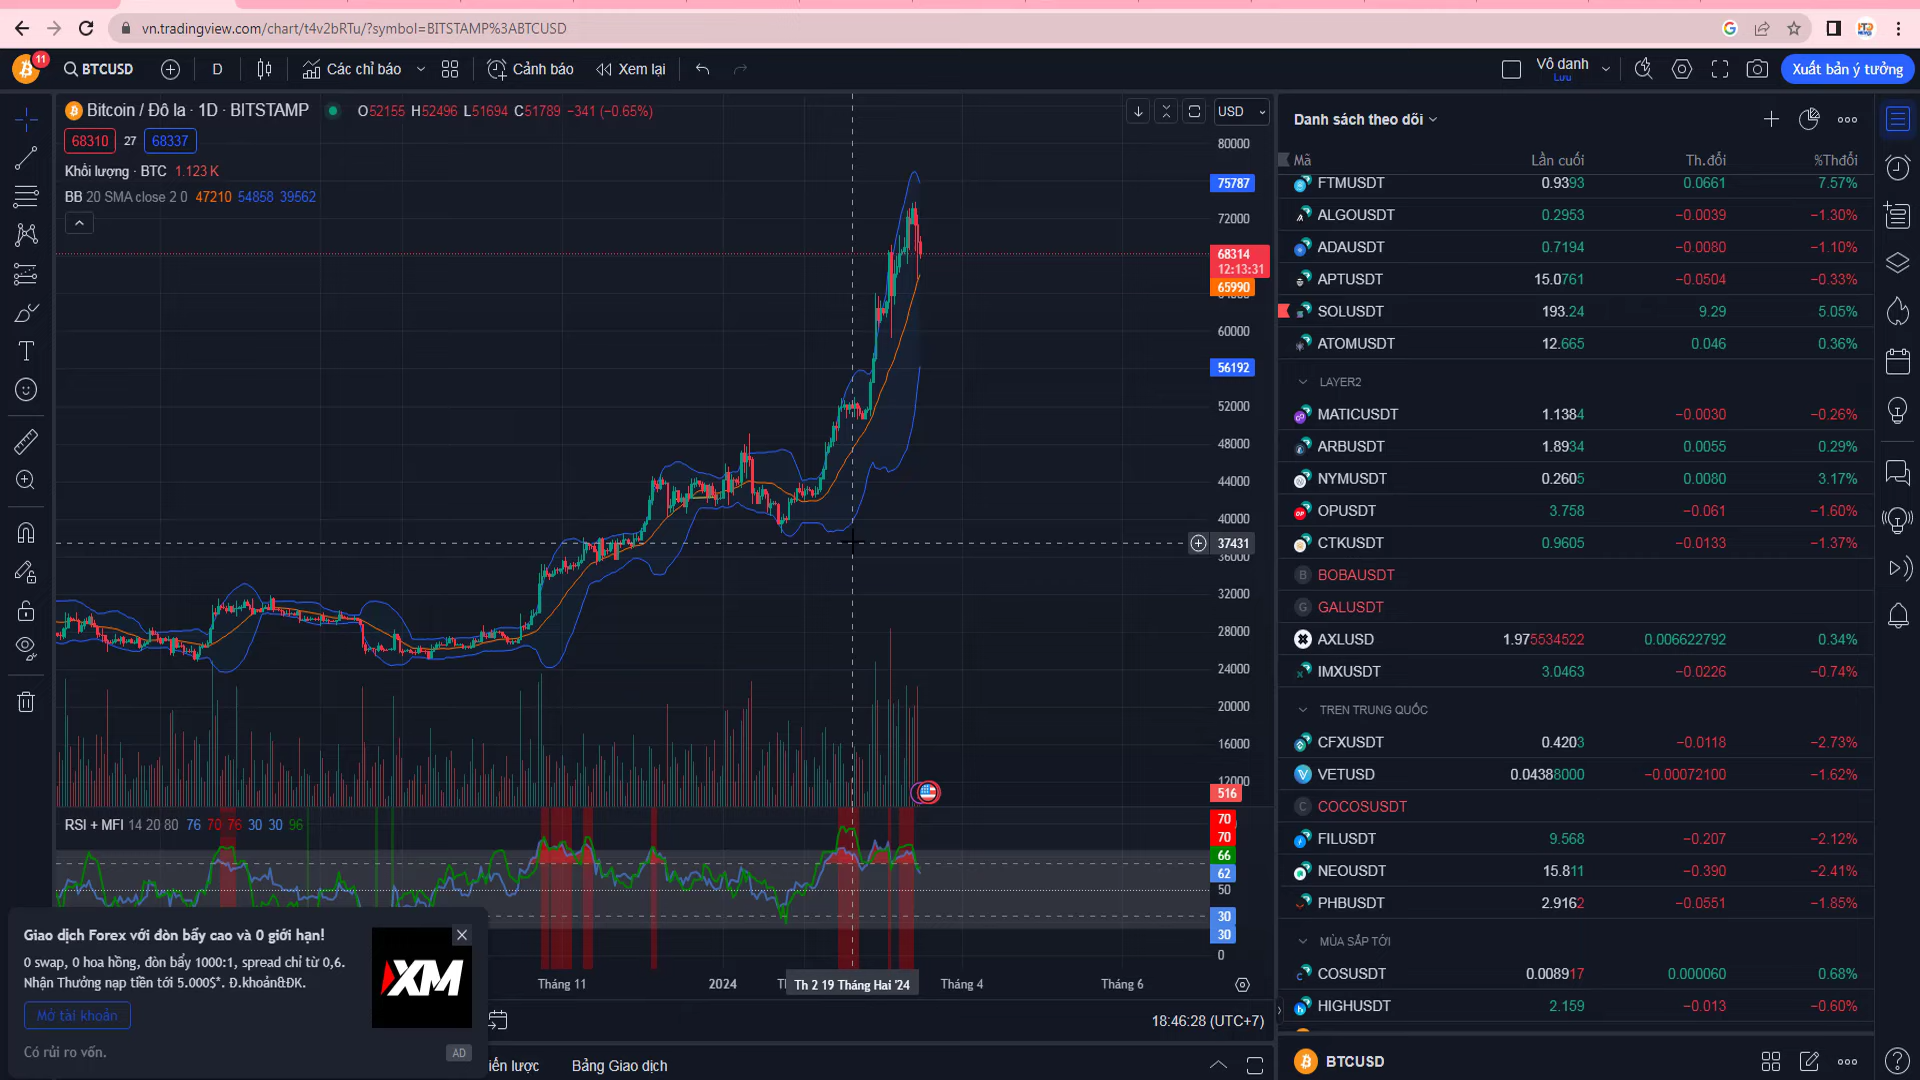 vn.tradingview.com/chart/t4v2bRTu/?symbol=BITSTAMP%3ABTCUSD
11
BTCUSD
D
Các chỉ báo
Cảnh báo
Xem lại
Vô danh
Lưu
Xuất bản ý tưởng
Bitcoin / Đô la · 1D · BITSTAMP
O52155 H52496 L51694 C51789 −341 (−0.65%)
USD
68310 27 68337
Khối lượng · BTC 1.123 K
BB 20 SMA close 2 0 47210 54858 39562
80000
75787
72000
68314
12:13:31
65990
60000
56192
52000
48000
44000
40000
37431
36000
32000
28000
24000
20000
16000
12000
516
RSI + MFI 14 20 80 76 70 76 30 30 96
70
70
66
62
50
30
30
0
Tháng 11
2024
Th 2 19 Tháng Hai '24
Tháng 4
Tháng 6
Giao dịch Forex với đòn bẩy cao và 0 giới hạn!
0 swap, 0 hoa hồng, đòn bẩy 1000:1, spread chỉ từ 0,6.
Nhận Thưởng nạp tiền tới 5.000$*. Đ.khoản&ĐK.
Mở tài khoản
Có rủi ro vốn.
XM
AD
18:46:28 (UTC+7)
iến lược
Bảng Giao dịch
Danh sách theo dõi
Mã Lần cuối Th.đổi %Thđổi
FTMUSDT 0.9393 0.0661 7.57%
ALGOUSDT 0.2953 −0.0039 −1.30%
ADAUSDT 0.7194 −0.0080 −1.10%
APTUSDT 15.0761 −0.0504 −0.33%
SOLUSDT 193.24 9.29 5.05%
ATOMUSDT 12.665 0.046 0.36%
LAYER2
MATICUSDT 1.1384 −0.0030 −0.26%
ARBUSDT 1.8934 0.0055 0.29%
NYMUSDT 0.2605 0.0080 3.17%
OPUSDT 3.758 −0.061 −1.60%
CTKUSDT 0.9605 −0.0133 −1.37%
B BOBAUSDT
G GALUSDT
AXLUSD 1.975534522 0.006622792 0.34%
IMXUSDT 3.0463 −0.0226 −0.74%
TREN TRUNG QUỐC
CFXUSDT 0.4203 −0.0118 −2.73%
VETUSD 0.04388000 −0.00072100 −1.62%
C COCOSUSDT
FILUSDT 9.568 −0.207 −2.12%
NEOUSDT 15.811 −0.390 −2.41%
PHBUSDT 2.9162 −0.0551 −1.85%
MÙA SẮP TỚI
COSUSDT 0.008917 0.000060 0.68%
HIGHUSDT 2.159 −0.013 −0.60%
BTCUSD